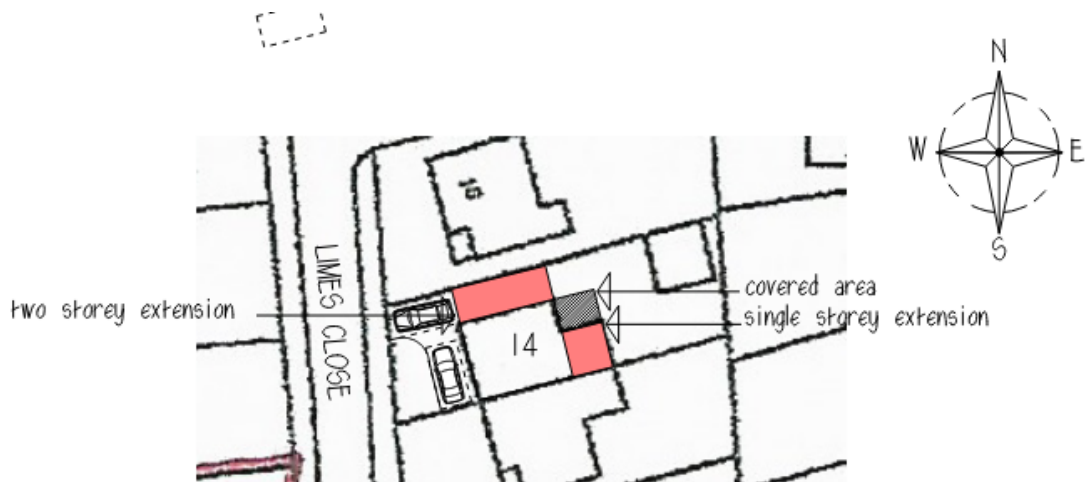 N
W
E
S
16
LIMES CLOSE
two storey extension
covered area
single storey extension
14